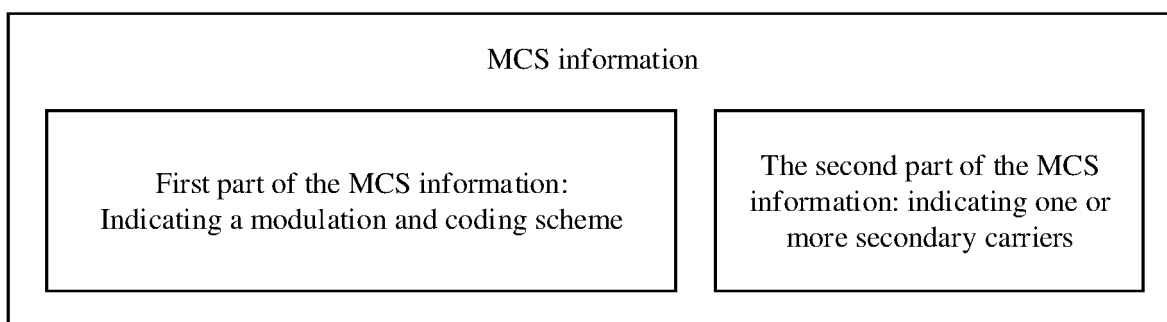 MCS information
First part of the MCS information:
Indicating a modulation and coding scheme
The second part of the MCS
information: indicating one or
more secondary carriers